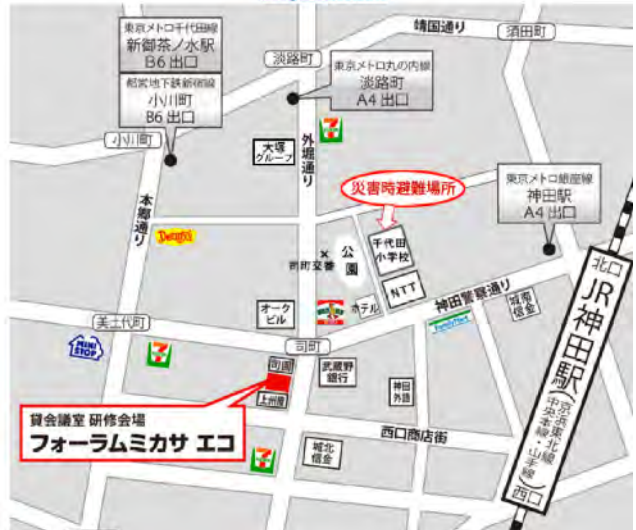 東京メトロ千代田線
新御茶ノ水駅
B6 出口
都営地下鉄新宿線
小川町
B6 出口
小川町
淡路町
東京メトロ丸の内線
淡路町
A4 出口
靖国通り
須田町
大塚
グループ
外堀通り
本郷通り
災害時避難場所
東京メトロ銀座線
神田駅
A4 出口
千代田
小学校
公園
司町交番
NTT
ホテル
神田警察通り
FamilyMart
城南
信金
オーク
ビル
美土代町
MINI
STOP
司町
武蔵野
銀行
神田
外語
上州屋
貸会議室 研修会場
フォーラムミカサ エコ
西口商店街
城北
信金
北口
JR神田駅
(京浜東北線
中央本線・山手線)
西口